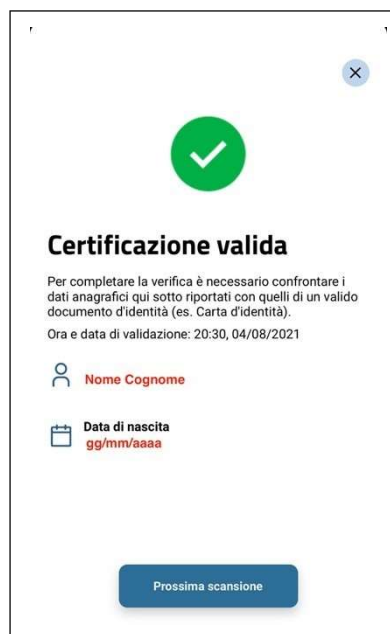 Certificazione valida
Per completare la verifica è necessario confrontare i
dati anagrafici qui sotto riportati con quelli di un valido
documento d'identità (es. Carta d'identità).
Ora e data di validazione: 20:30, 04/08/2021
Nome Cognome
Data di nascita
gg/mm/aaaa
Prossima scansione